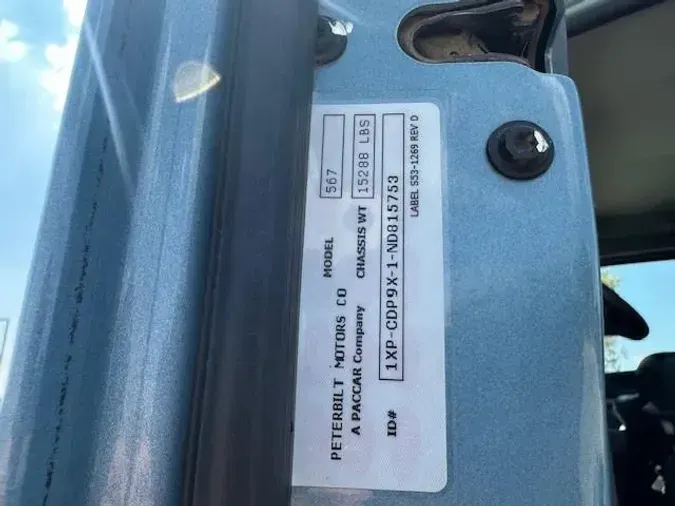 PETERBILT MOTORS CO MODEL 567
A PACCAR Company CHASSIS WT 15288 LBS
ID# 1XP-CDP9X-1-ND815753
LABEL S53-1269 REV D